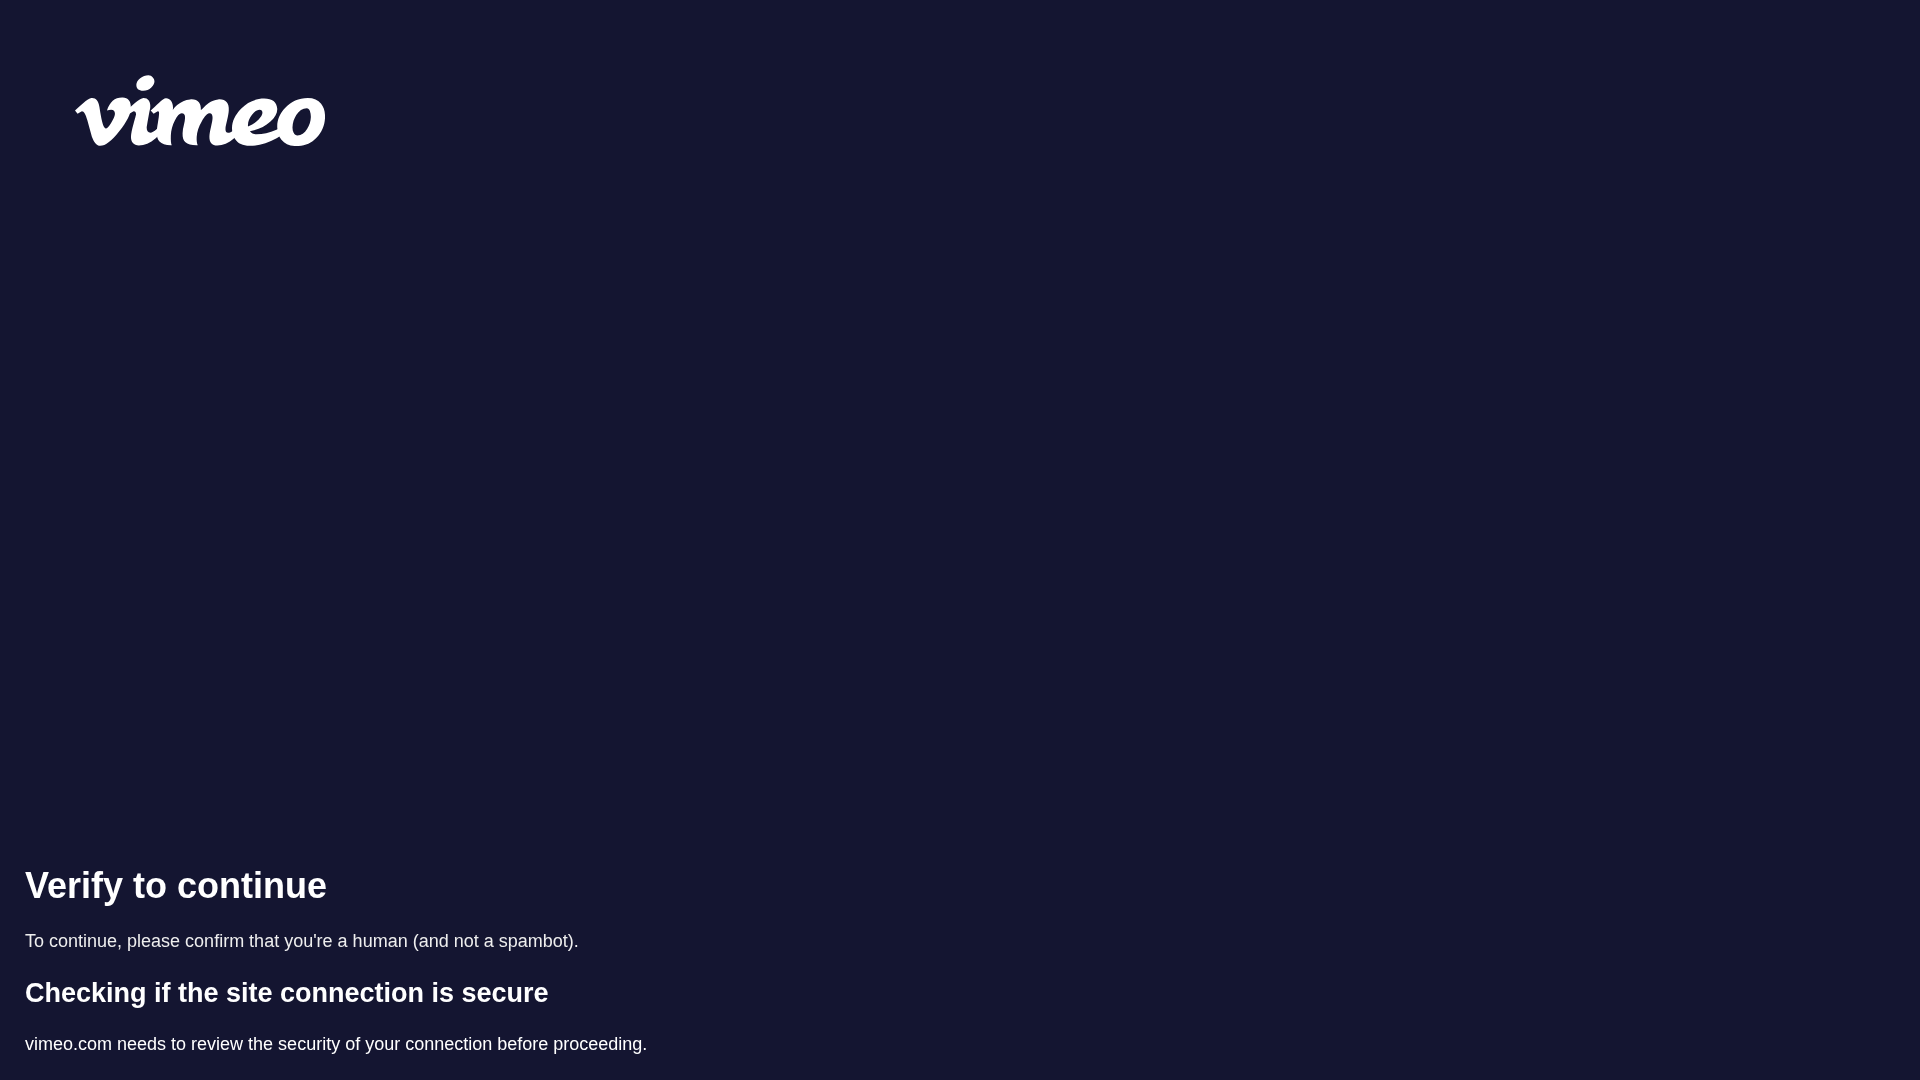 vimeo
Verify to continue
To continue, please confirm that you're a human (and not a spambot).
Checking if the site connection is secure
vimeo.com needs to review the security of your connection before proceeding.